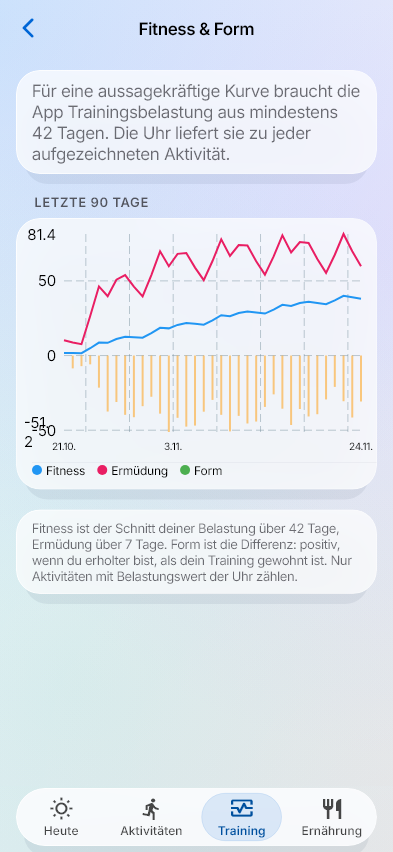 Fitness & Form
Für eine aussagekräftige Kurve braucht die
App Trainingsbelastung aus mindestens
42 Tagen. Die Uhr liefert sie zu jeder
aufgezeichneten Aktivität.
LETZTE 90 TAGE
81.4
50
0
-51.
2
-50
21.10.
3.11.
24.11.
Fitness
Ermüdung
Form
Fitness ist der Schnitt deiner Belastung über 42 Tage,
Ermüdung über 7 Tage. Form ist die Differenz: positiv,
wenn du erholter bist, als dein Training gewohnt ist. Nur
Aktivitäten mit Belastungswert der Uhr zählen.
Heute
Aktivitäten
Training
Ernährung